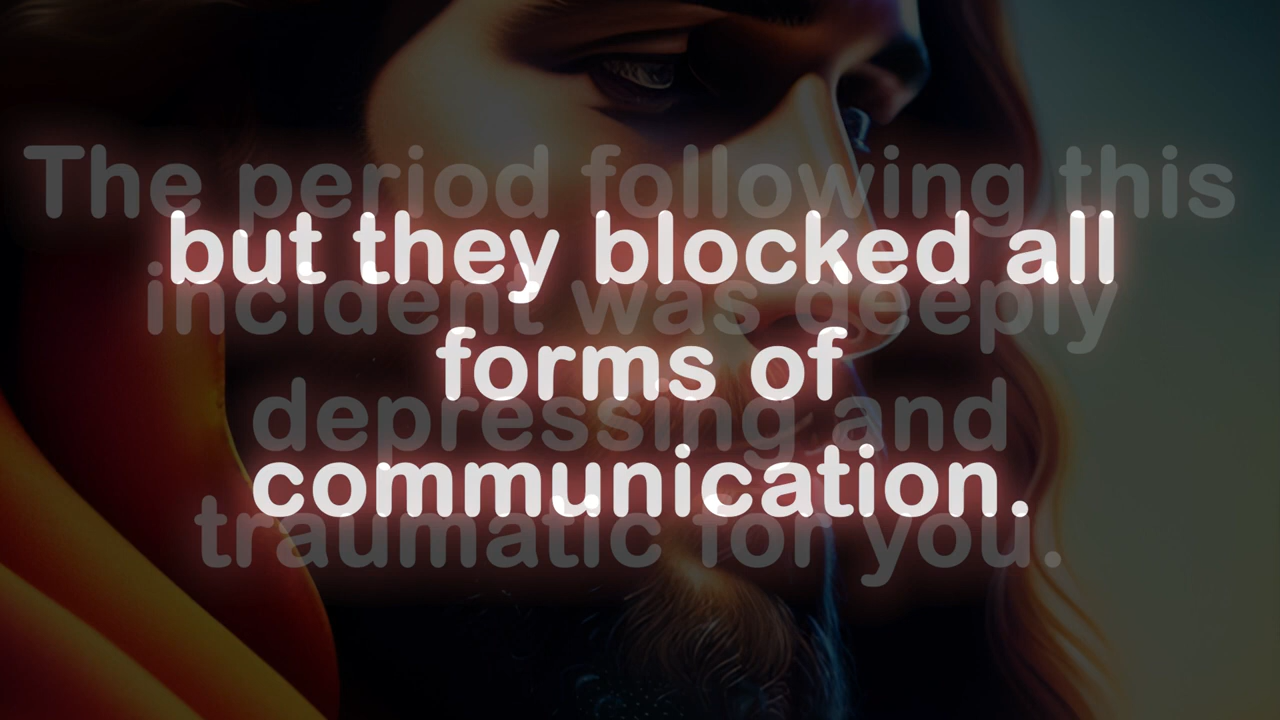 but they blocked all
forms of
communication.
The period following this
incident was deeply
depressing and
traumatic for you.